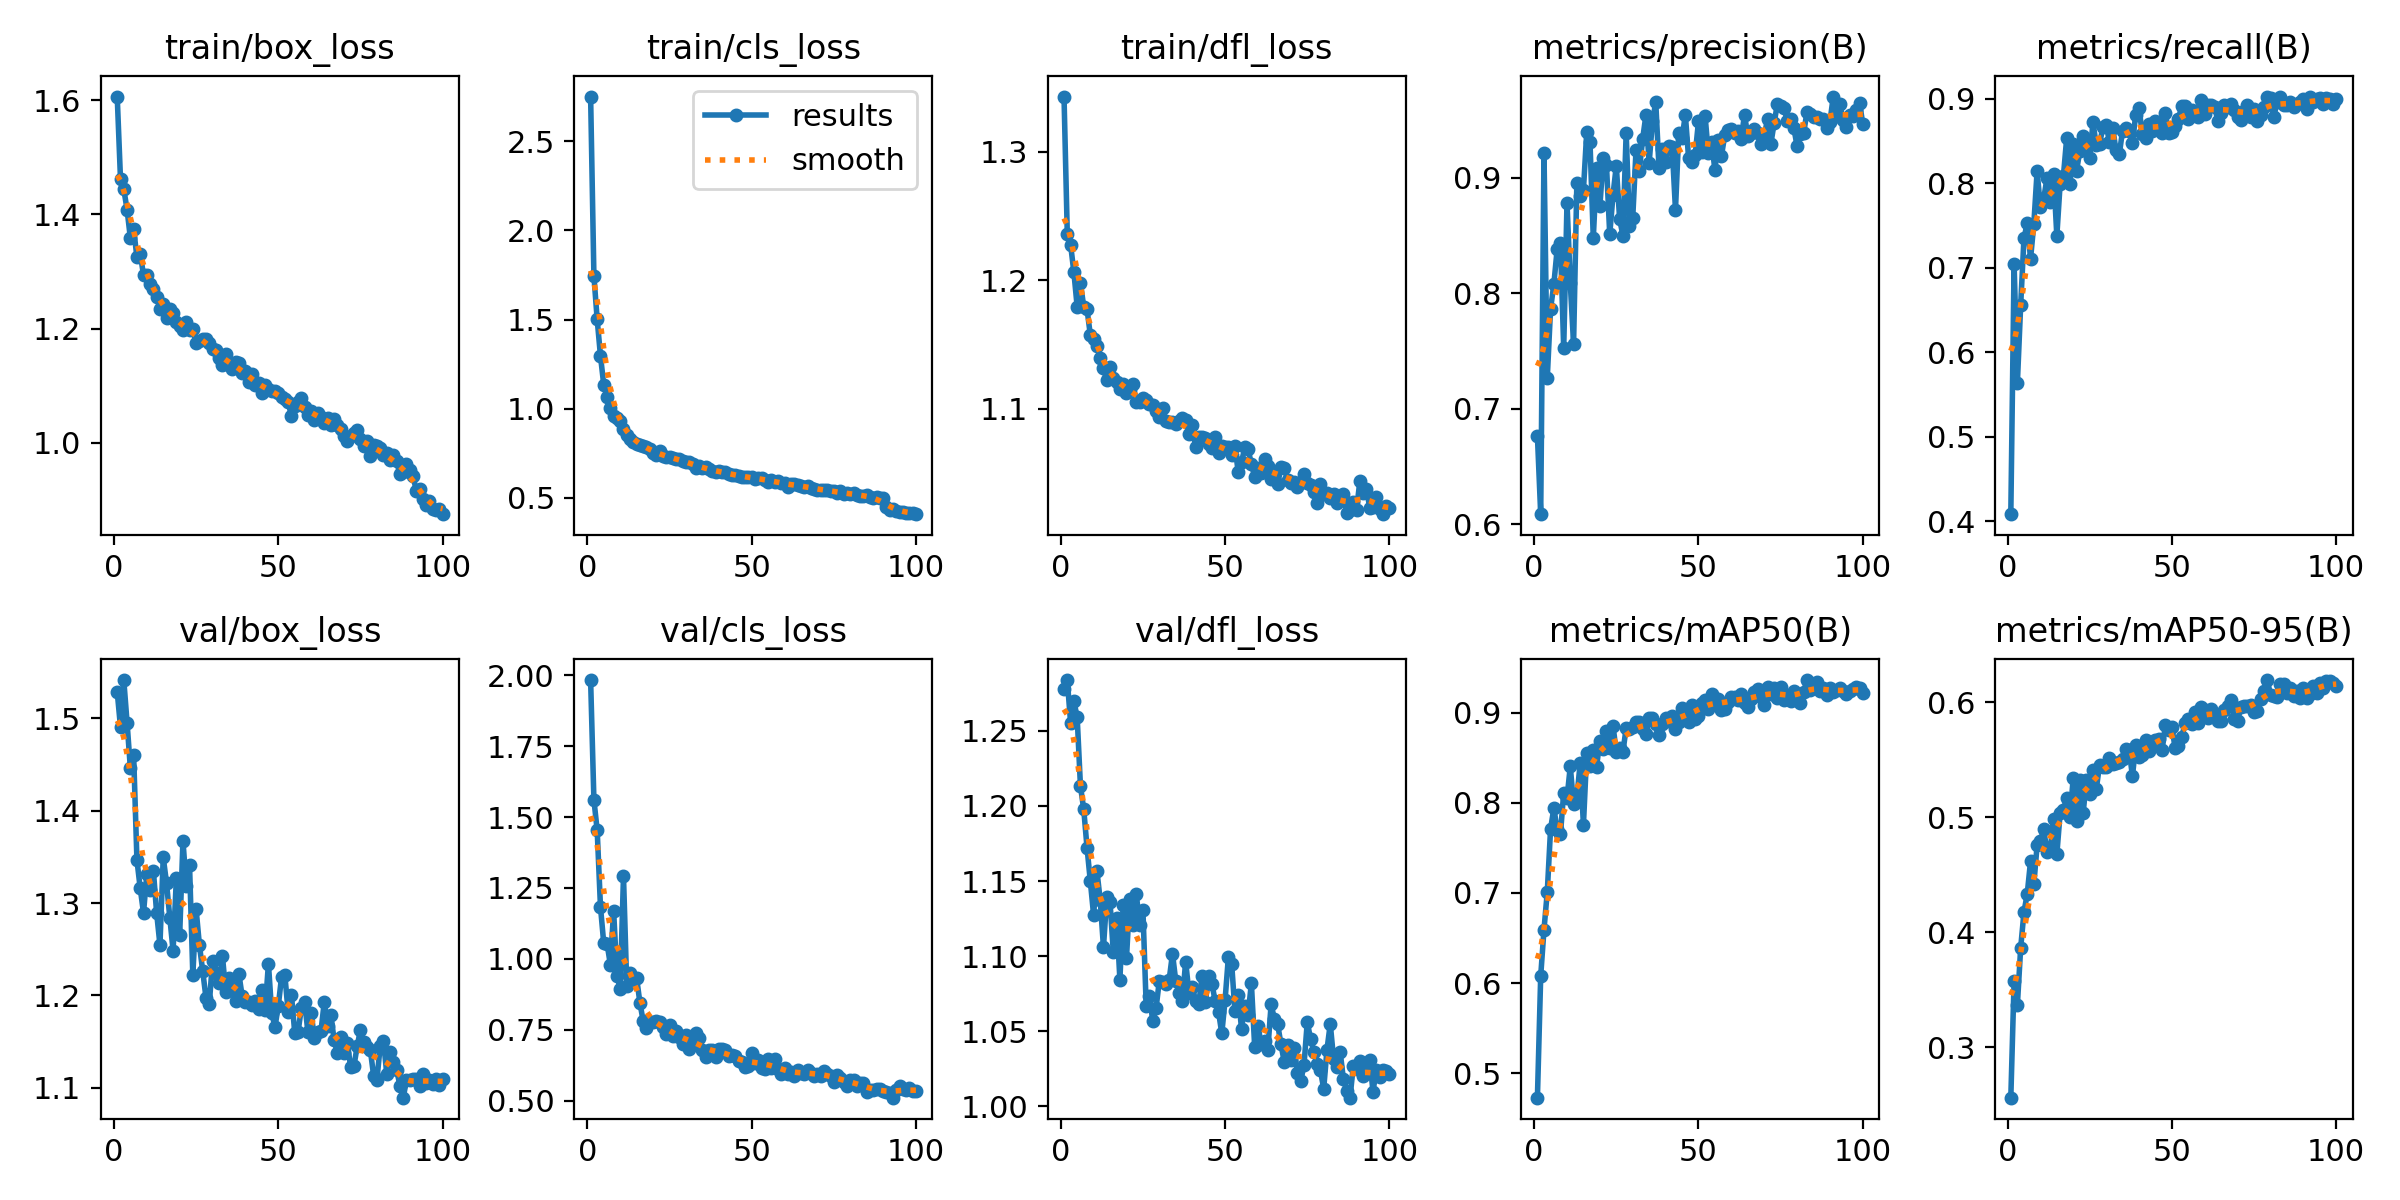 train/box_loss
1.6
1.4
1.2
1.0
0 50 100
train/cls_loss
results
smooth
2.5
2.0
1.5
1.0
0.5
0 50 100
train/dfl_loss
1.3
1.2
1.1
0 50 100
metrics/precision(B)
0.9
0.8
0.7
0.6
0 50 100
metrics/recall(B)
0.9
0.8
0.7
0.6
0.5
0.4
0 50 100
val/box_loss
1.5
1.4
1.3
1.2
1.1
0 50 100
val/cls_loss
2.00
1.75
1.50
1.25
1.00
0.75
0.50
0 50 100
val/dfl_loss
1.25
1.20
1.15
1.10
1.05
1.00
0 50 100
metrics/mAP50(B)
0.9
0.8
0.7
0.6
0.5
0 50 100
metrics/mAP50-95(B)
0.6
0.5
0.4
0.3
0 50 100